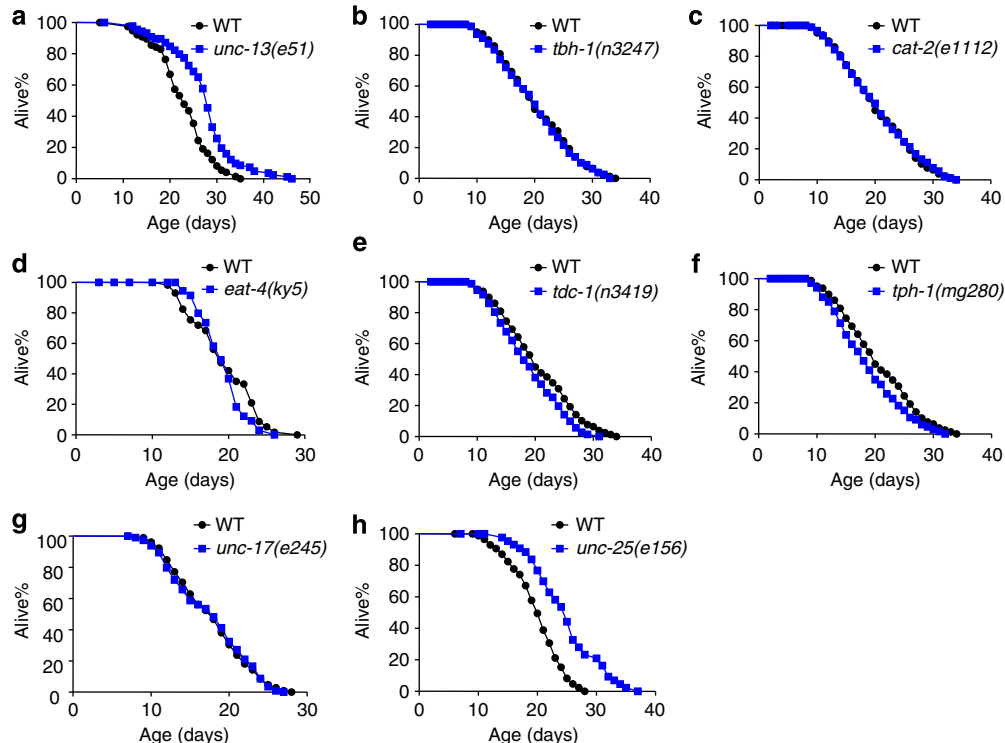 a
WT
unc-13(e51)
Alive%
100
80
60
40
20
0
0 10 20 30 40 50
Age (days)
b
WT
tbh-1(n3247)
Alive%
100
80
60
40
20
0
0 10 20 30 40
Age (days)
c
WT
cat-2(e1112)
Alive%
100
80
60
40
20
0
0 10 20 30 40
Age (days)
d
WT
eat-4(ky5)
Alive%
100
80
60
40
20
0
0 10 20 30
Age (days)
e
WT
tdc-1(n3419)
Alive%
100
80
60
40
20
0
0 10 20 30 40
Age (days)
f
WT
tph-1(mg280)
Alive%
100
80
60
40
20
0
0 10 20 30 40
Age (days)
g
WT
unc-17(e245)
Alive%
100
80
60
40
20
0
0 10 20 30
Age (days)
h
WT
unc-25(e156)
Alive%
100
80
60
40
20
0
0 10 20 30 40
Age (days)